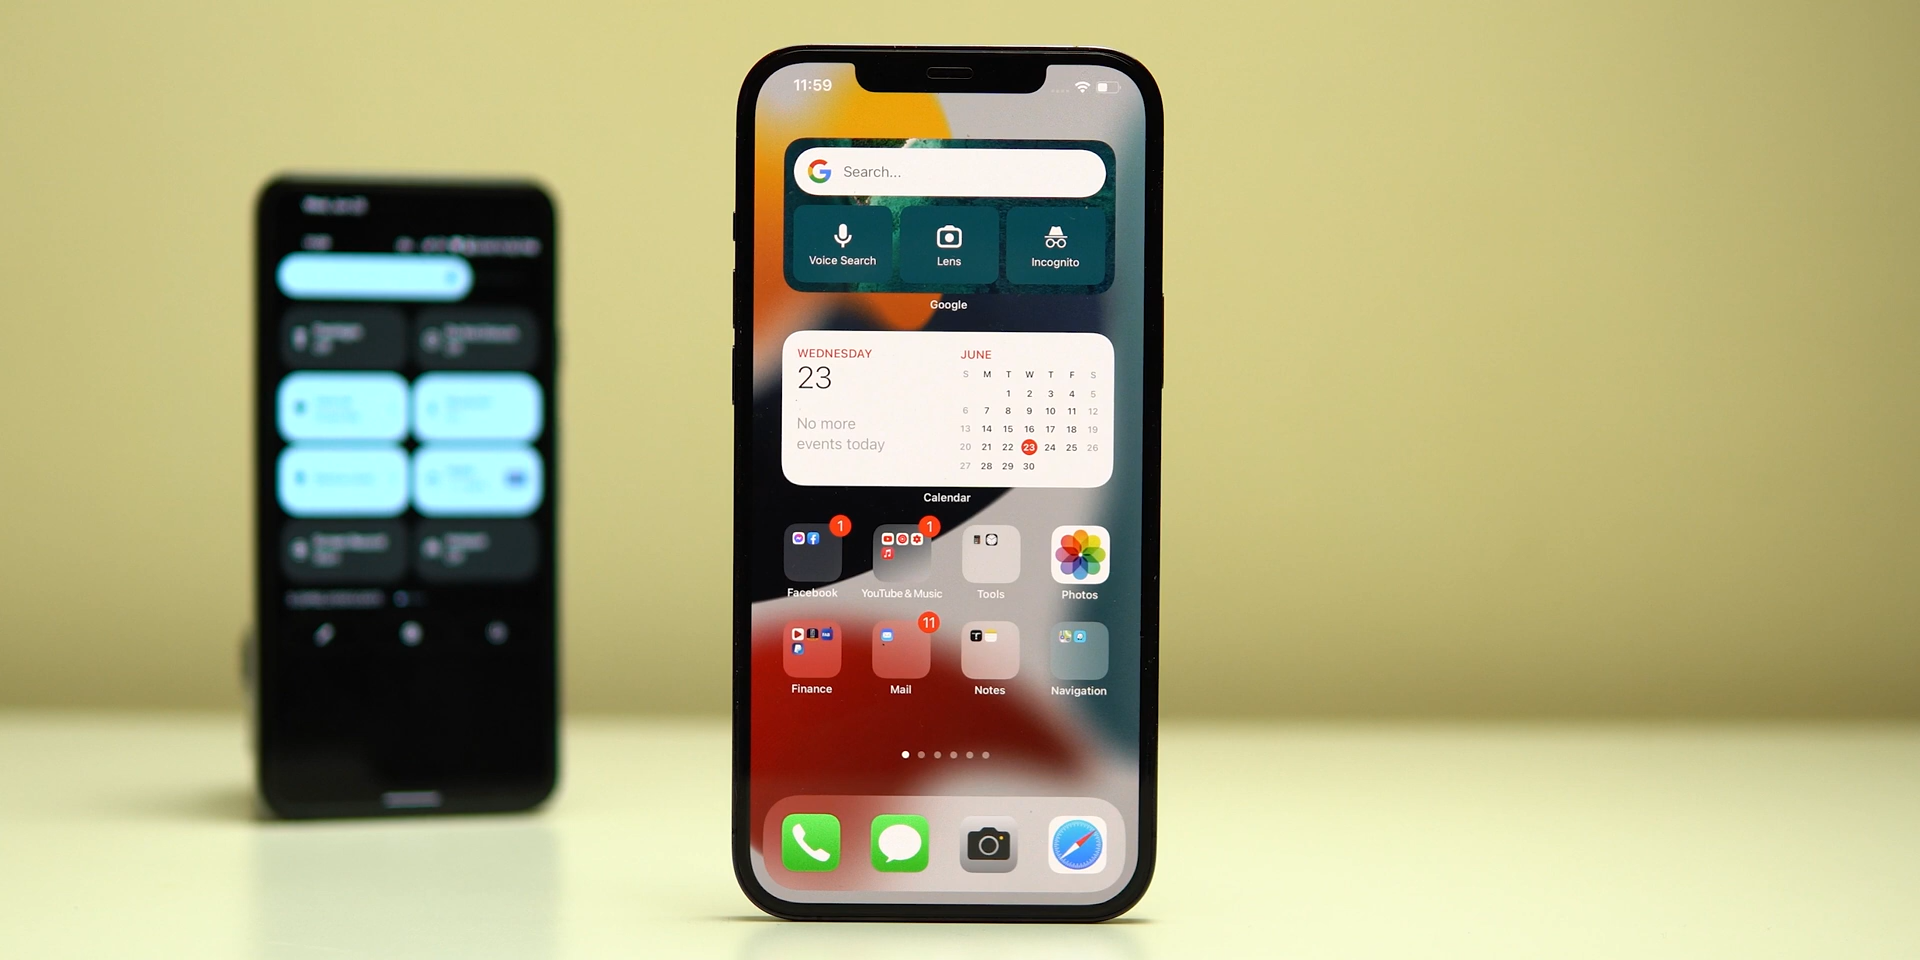 11:59
Search...
Voice Search
Lens
Incognito
Google
WEDNESDAY
23
No more
events today
JUNE
S M T W T F S
1 2 3 4 5
6 7 8 9 10 11 12
13 14 15 16 17 18 19
20 21 22 23 24 25 26
27 28 29 30
Calendar
1
1
Facebook
YouTube & Music
Tools
Photos
11
Finance
Mail
Notes
Navigation